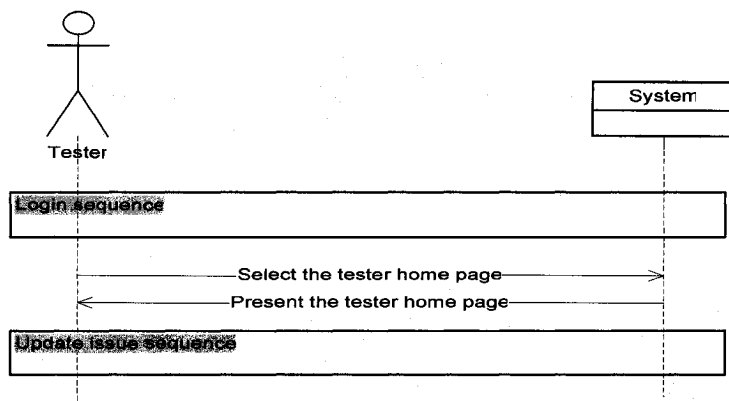 System
Tester
Login sequence
Select the tester home page
Present the tester home page
Update issue sequence